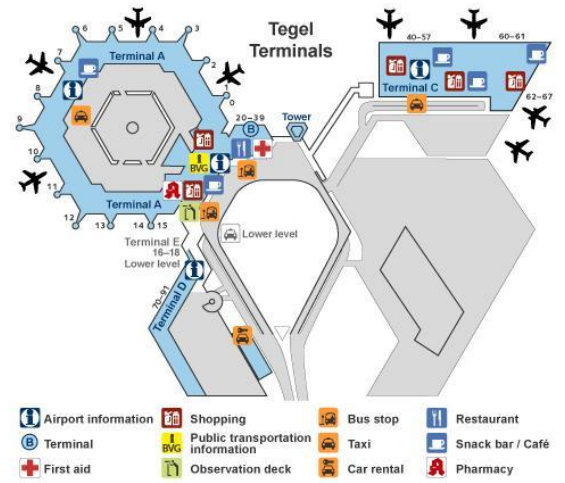 Tegel
Terminals
6
5
4
3
7
Terminal A
2
8
1
0
9
10
11
12
13
14
15
Terminal A
20–39
B
Tower
BVG
40–57
60–61
Terminal C
62–67
Terminal E
16–18
Lower level
Lower level
70–91
Terminal D
Airport information
Shopping
Bus stop
Restaurant
B
Terminal
BVG
Public transportation
information
Taxi
Snack bar / Café
First aid
Observation deck
Car rental
Pharmacy